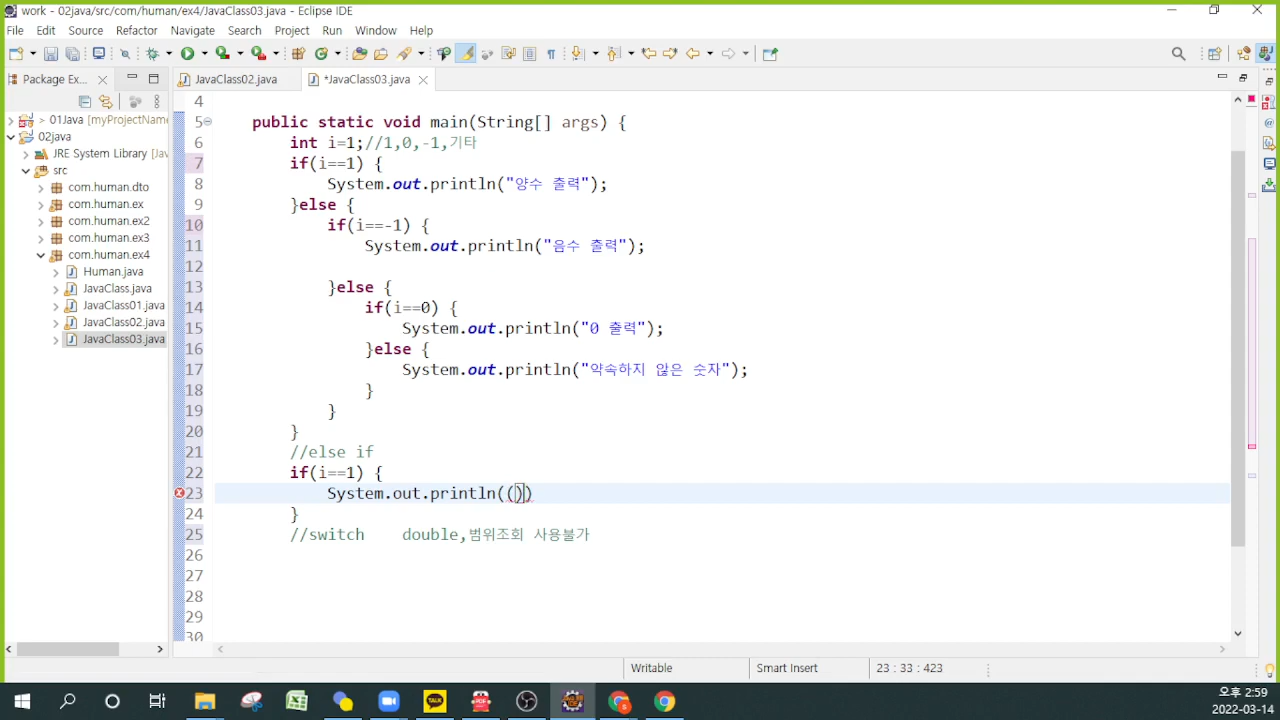 work - 02java/src/com/human/ex4/JavaClass03.java - Eclipse IDE
File Edit Source Refactor Navigate Search Project Run Window Help
Package Ex...
JavaClass02.java
*JavaClass03.java
> 01Java [myProjectName
02java
JRE System Library [Jav
src
com.human.dto
com.human.ex
com.human.ex2
com.human.ex3
com.human.ex4
Human.java
JavaClass.java
JavaClass01.java
JavaClass02.java
JavaClass03.java
4
5 public static void main(String[] args) {
6 int i=1;//1,0,-1,기타
7 if(i==1) {
8 System.out.println("양수 출력");
9 }else {
10 if(i==-1) {
11 System.out.println("음수 출력");
12
13 }else {
14 if(i==0) {
15 System.out.println("0 출력");
16 }else {
17 System.out.println("약속하지 않은 숫자");
18 }
19 }
20 }
21 //else if
22 if(i==1) {
23 System.out.println(())
24 }
25 //switch double,범위조회 사용불가
26
27
28
29
30
Writable Smart Insert 23 : 33 : 423
TALK
PDF
S
오후 2:59
2022-03-14